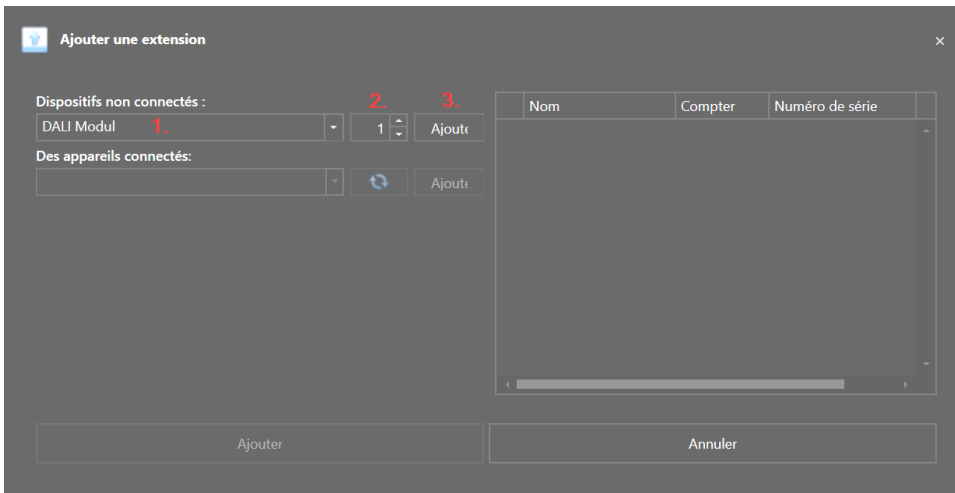 Ajouter une extension
Dispositifs non connectés :
2.
3.
DALI Modul
1.
1
Ajoute
Des appareils connectés:
Ajoute
Nom
Compter
Numéro de série
Ajouter
Annuler